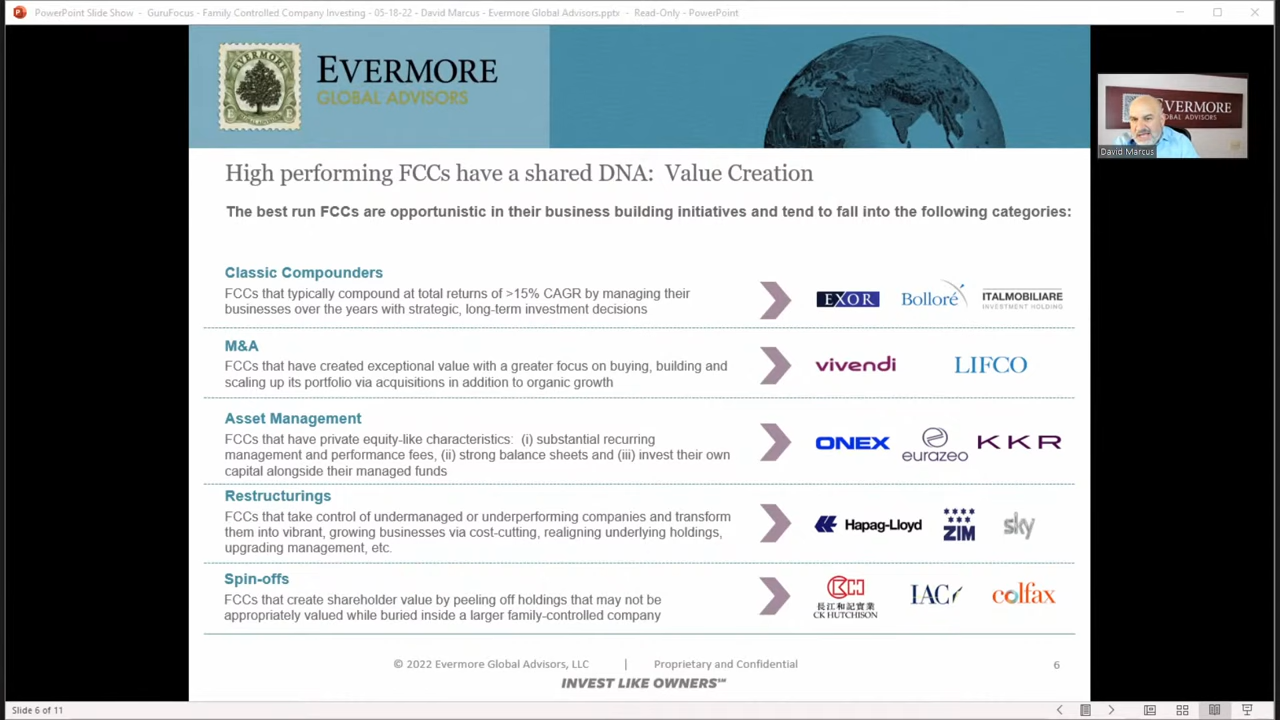 PowerPoint Slide Show - GuruFocus - Family Controlled Company Investing - 05-18-22 - David Marcus - Evermore Global Advisors.pptx - Read-Only - PowerPoint
EVERMORE
GLOBAL ADVISORS
E E
EVERMORE
GLOBAL ADVISORS
David Marcus
High performing FCCs have a shared DNA: Value Creation
The best run FCCs are opportunistic in their business building initiatives and tend to fall into the following categories:
Classic Compounders
FCCs that typically compound at total returns of >15% CAGR by managing their
businesses over the years with strategic, long-term investment decisions
EXOR
Bolloré
ITALMOBILIARE
INVESTMENT HOLDING
M&A
FCCs that have created exceptional value with a greater focus on buying, building and
scaling up its portfolio via acquisitions in addition to organic growth
vivendi
LIFCO
Asset Management
FCCs that have private equity-like characteristics: (i) substantial recurring
management and performance fees, (ii) strong balance sheets and (iii) invest their own
capital alongside their managed funds
ONEX
eurazeo
KKR
Restructurings
FCCs that take control of undermanaged or underperforming companies and transform
them into vibrant, growing businesses via cost-cutting, realigning underlying holdings,
upgrading management, etc.
Hapag-Lloyd
ZIM
sky
Spin-offs
FCCs that create shareholder value by peeling off holdings that may not be
appropriately valued while buried inside a larger family-controlled company
長江和記實業
CK HUTCHISON
IAC
colfax
© 2022 Evermore Global Advisors, LLC | Proprietary and Confidential
6
INVEST LIKE OWNERS℠
Slide 6 of 11